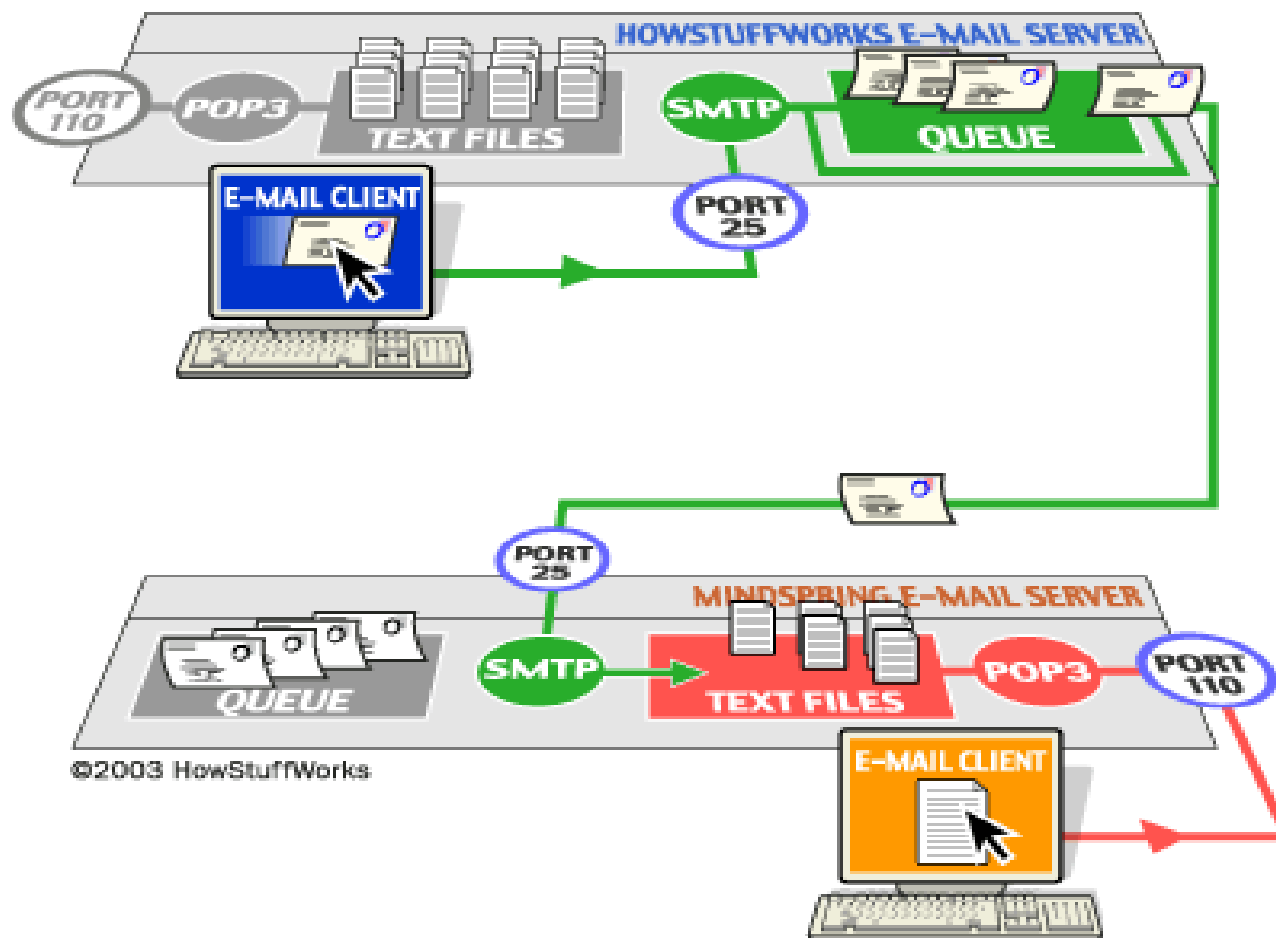 HOWSTUFFWORKS E-MAIL SERVER
PORT
110
POP3
TEXT FILES
SMTP
QUEUE
E-MAIL CLIENT
PORT
25
PORT
25
MINDSPRING E-MAIL SERVER
QUEUE
SMTP
TEXT FILES
POP3
PORT
110
©2003 HowStuffWorks
E-MAIL CLIENT